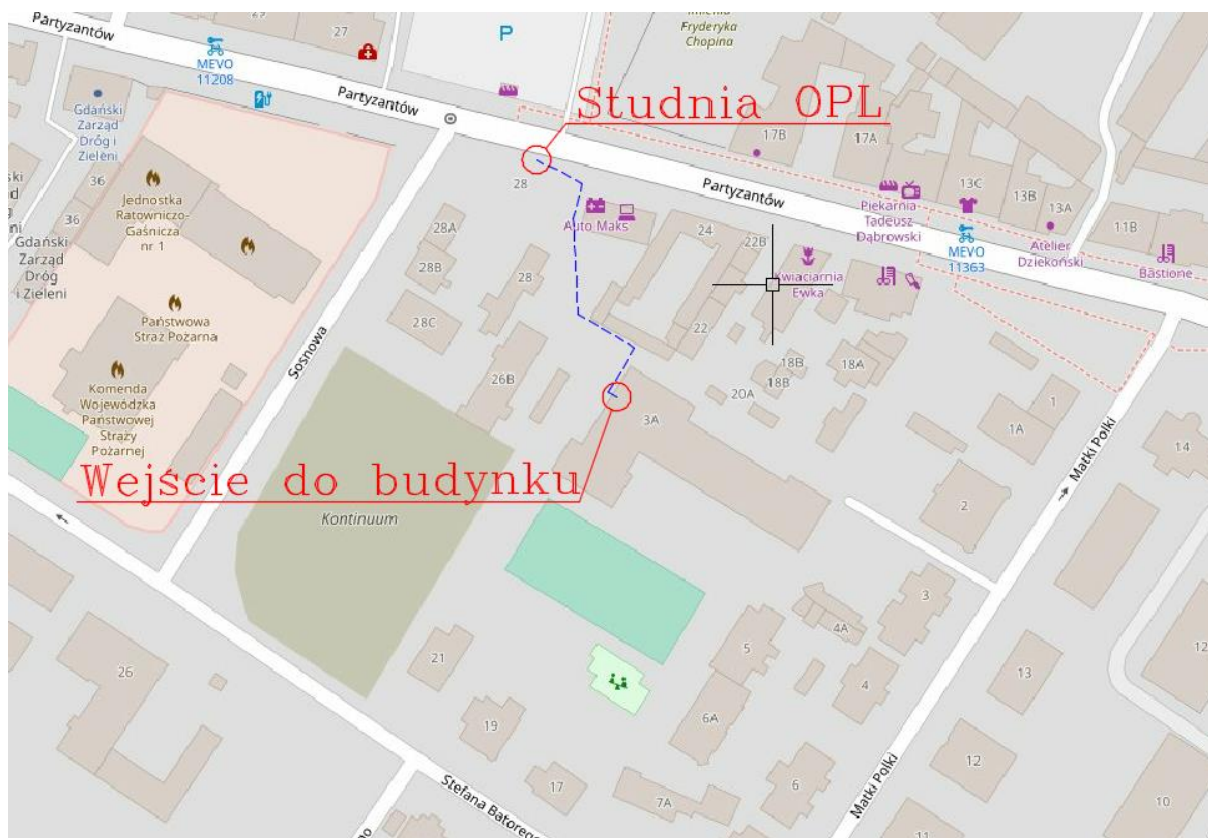 29
27
Imienia
Fryderyka
Chopina
P
MEVO
11208
Partyzantów
Partyzantów
Gdański
Zarząd
Dróg i
Zieleni
Studnia OPL
17B
17A
36
Jednostka
Ratowniczo-
Gaśnicza
nr 1
28
Partyzantów
Piekarnia
Tadeusz
Dąbrowski
13C
13B
13A
11B
36
Gdański
Zarząd
Dróg
i Zieleni
28A
Auto Maks
24
22B
MEVO
11363
Atelier
Dziekoński
Bastione
28B
28
Kwiaciarnia
Ewka
Państwowa
Straż Pożarna
28C
22
Sosnowa
18B
18B
18A
26B
20A
Komenda
Wojewódzka
Państwowej
Straży
Pożarnej
3A
1
1A
Matki Polki
14
Wejście do budynku
2
Kontinuum
3
4A
5
21
26
13
12
4
6A
19
12
6
17
7A
10
Stefana Batorego
Matki Polki
11